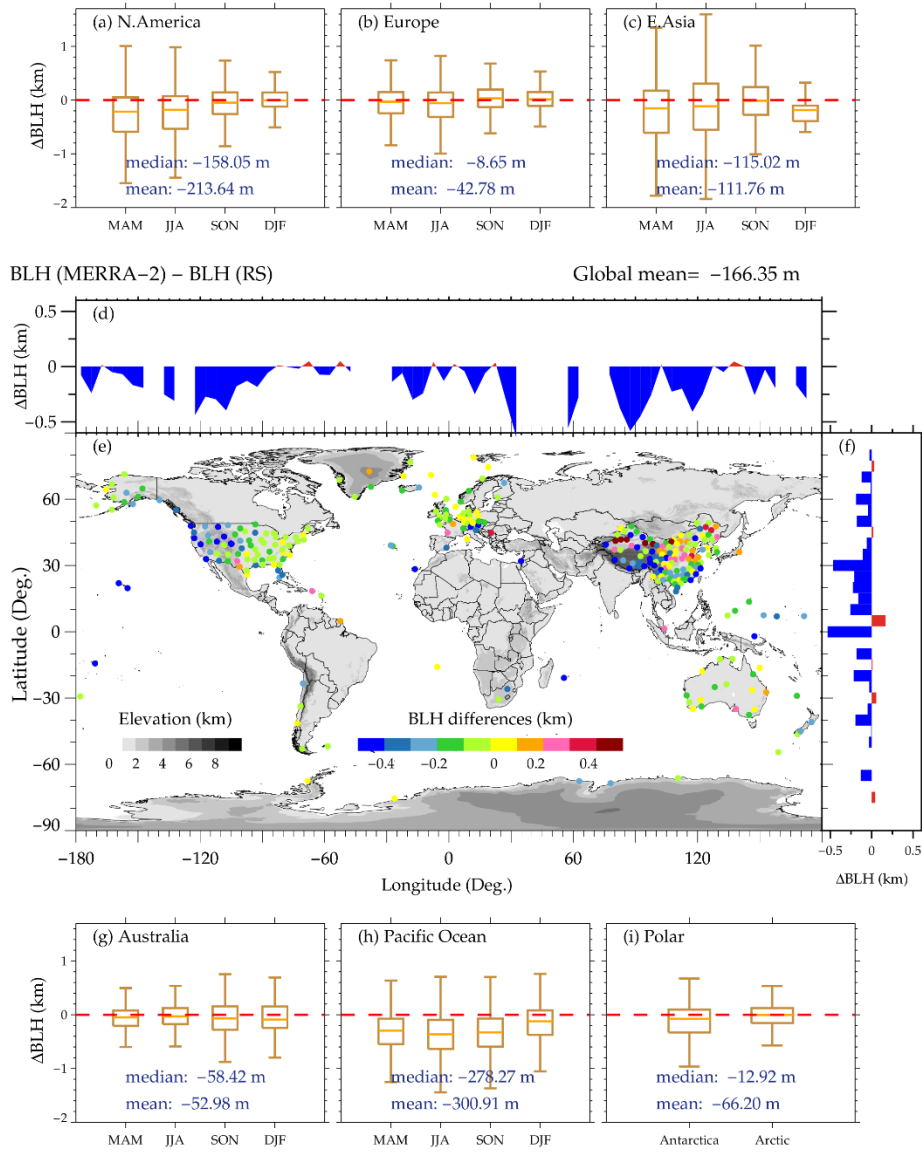 (a) N.America
(b) Europe
(c) E.Asia
ΔBLH (km)
1
0
−1
−2
median: −158.05 m
mean: −213.64 m
median: −8.65 m
mean: −42.78 m
median: −115.02 m
mean: −111.76 m
MAM JJA SON DJF
MAM JJA SON DJF
MAM JJA SON DJF
BLH (MERRA−2) − BLH (RS)
Global mean= −166.35 m
(d)
ΔBLH (km)
0.5
0
−0.5
(e)
(f)
Latitude (Deg.)
60
30
0
−30
−60
−90
Elevation (km)
0 2 4 6 8
BLH differences (km)
−0.4 −0.2 0 0.2 0.4
−180 −120 −60 0 60 120
Longitude (Deg.)
−0.5 0 0.5
ΔBLH (km)
(g) Australia
(h) Pacific Ocean
(i) Polar
ΔBLH (km)
1
0
−1
−2
median: −58.42 m
mean: −52.98 m
median: −278.27 m
mean: −300.91 m
median: −12.92 m
mean: −66.20 m
MAM JJA SON DJF
MAM JJA SON DJF
Antarctica Arctic